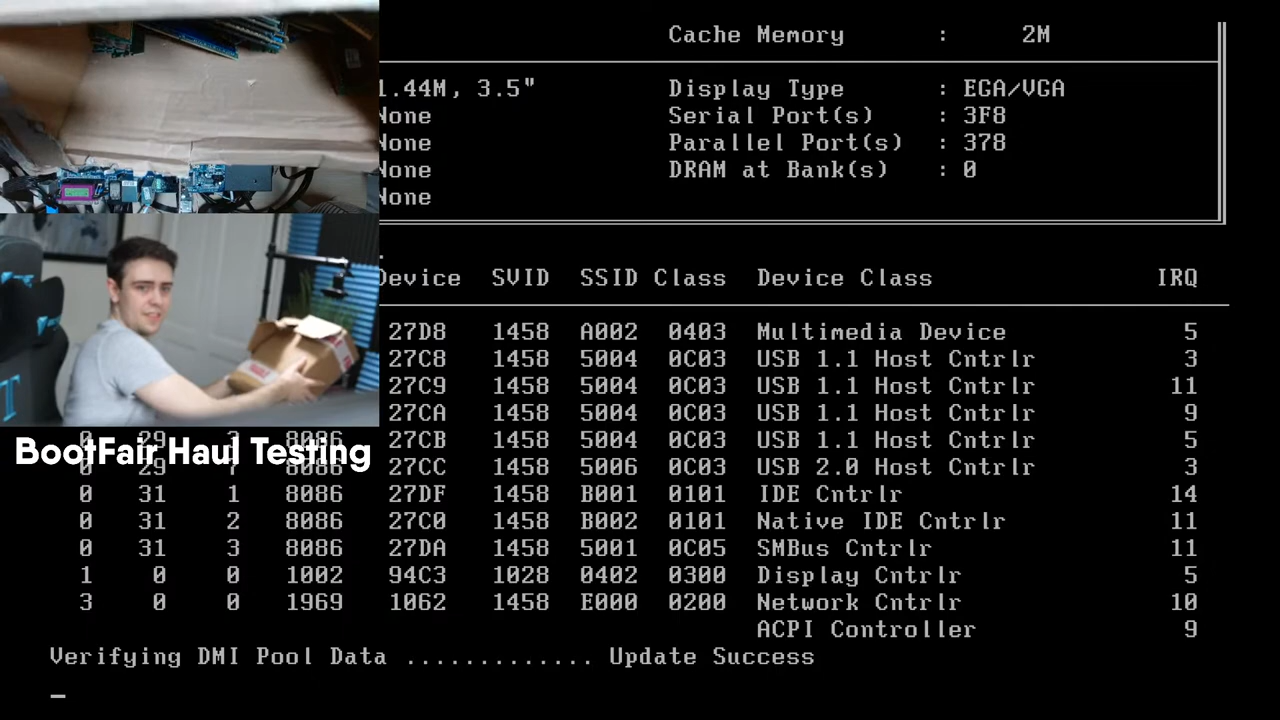 Cache Memory : 2M
1.44M, 3.5" Display Type : EGA/VGA
None Serial Port(s) : 3F8
None Parallel Port(s) : 378
None DRAM at Bank(s) : 0
None
Device SVID SSID Class Device Class IRQ
27D8 1458 A002 0403 Multimedia Device 5
27C8 1458 5004 0C03 USB 1.1 Host Cntrlr 3
27C9 1458 5004 0C03 USB 1.1 Host Cntrlr 11
27CA 1458 5004 0C03 USB 1.1 Host Cntrlr 9
0 29 3 8086 27CB 1458 5004 0C03 USB 1.1 Host Cntrlr 5
BootFair Haul Testing
0 29 7 8086 27CC 1458 5006 0C03 USB 2.0 Host Cntrlr 3
0 31 1 8086 27DF 1458 B001 0101 IDE Cntrlr 14
0 31 2 8086 27C0 1458 B002 0101 Native IDE Cntrlr 11
0 31 3 8086 27DA 1458 5001 0C05 SMBus Cntrlr 11
1 0 0 1002 94C3 1028 0402 0300 Display Cntrlr 5
3 0 0 1969 1062 1458 E000 0200 Network Cntrlr 10
ACPI Controller 9
Verifying DMI Pool Data ............. Update Success